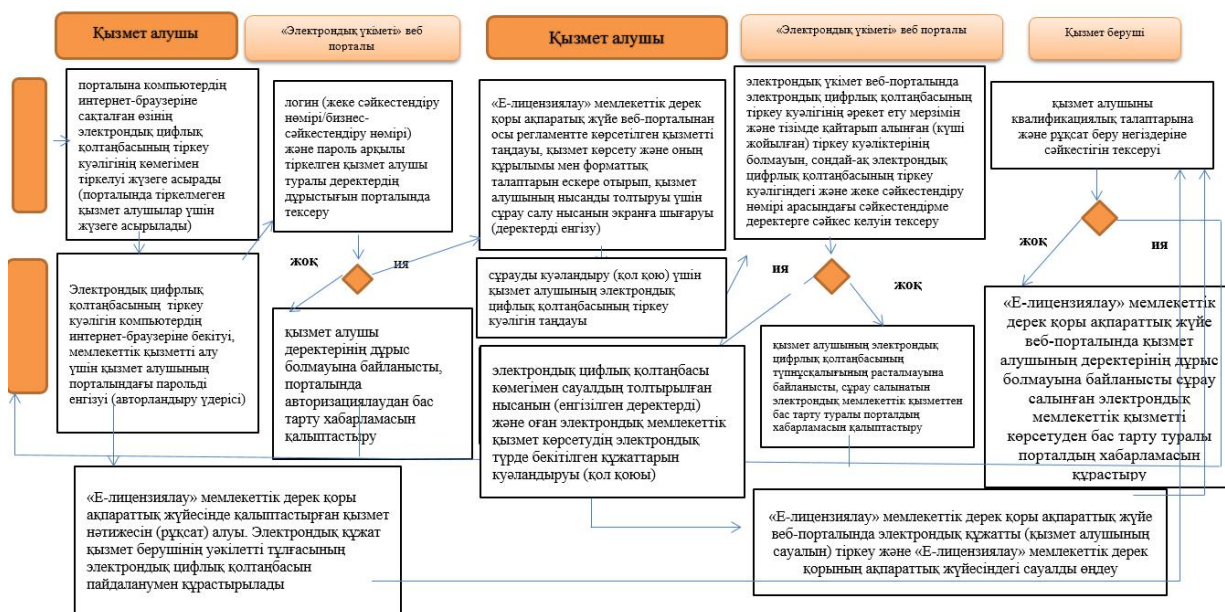 Қызмет алушы
«Электрондық үкіметі» веб
порталы
Қызмет алушы
«Электрондық үкіметі» веб порталы
Қызмет беруші
порталына компьютердің
интернет-браузеріне
сақталған өзінің
электрондық цифрлық
қолтаңбасының тіркеу
куәлігінің көмегімен
тіркелуі жүзеге асырады
(порталында тіркелмеген
қызмет алушылар үшін
жүзеге асырылады)
логин (жеке сәйкестендіру
нөмірі/бизнес-
сәйкестендіру нөмірі)
және пароль арқылы
тіркелген қызмет алушы
туралы деректердің
дұрыстығын порталында
тексеру
«Е-лицензиялау» мемлекеттік дерек
қоры ақпаратық жүйе веб-порталынан
осы регламентте көрсетілген қызметті
таңдауы, қызмет көрсету және оның
құрылымы мен форматтық
талаптарын ескере отырып, қызмет
алушының нысанды толтыруы үшін
сұрау салу нысанын экранға шығаруы
(деректерді енгізу)
электрондық үкімет веб-порталында
электрондық цифрлық қолтаңбасының
тіркеу куәлігінің әрекет ету мерзімін
және тізімде қайтарып алынған (күші
жойылған) тіркеу куәліктерінің
болмауын, сондай-ақ электрондық
цифрлық қолтаңбасының тіркеу
куәлігіндегі және жеке сәйкестендіру
нөмірі арасындағы сәйкестендірме
деректерге сәйкес келуін тексеру
қызмет алушыны
квалификациялық талаптарына
және рұқсат беру негіздеріне
сәйкестігін тексеруі
жоқ
ия
ия
жоқ
жоқ
ия
Электрондық цифрлық
қолтаңбасының тіркеу
куәлігін компьютердің
интернет-браузеріне бекітуі,
мемлекеттік қызметті алу
үшін қызмет алушының
порталындағы парольді
енгізуі (авторландыру үдерісі)
қызмет алушы
деректерінің дұрыс
болмауына байланысты,
порталында
авторизациялаудан бас
тарту хабарламасын
қалыптастыру
сұрауды куәландыру (қол қою) үшін
қызмет алушының электрондық
цифрлық қолтаңбасының тіркеу
куәлігін таңдауы
электрондық цифрлық қолтаңбасы
көмегімен сауалдың толтырылған
нысанын (енгізілген деректерді)
және оған электрондық мемлекеттік
қызмет көрсетудің электрондық
түрде бекітілген құжаттарын
куәландыруы (қол қоюы)
қызмет алушының электрондық
цифрлық қолтаңбасының
түпнұсқалығының расталмауына
байланысты, сұрау салынатын
электрондық мемлекеттік қызметтен
бас тарту туралы порталдың
хабарламасын қалыптастыру
«Е-лицензиялау» мемлекеттік
дерек қоры ақпараттық жүйе
веб-порталында қызмет
алушының деректерінің дұрыс
болмауына байланысты сұрау
салынған электрондық
мемлекеттік қызметті
көрсетуден бас тарту туралы
порталдың хабарламасын
құрастыру
«Е-лицензиялау» мемлекеттік дерек қоры
ақпараттық жүйесінде қалыптастырған қызмет
нәтижесін (рұқсат) алуы. Электрондық құжат
қызмет берушінің уәкілетті тұлғасының
электрондық цифрлық қолтаңбасын
пайдаланумен құрастырылады
«Е-лицензиялау» мемлекеттік дерек қоры ақпараттық жүйе
веб-порталында электрондық құжатты (қызмет алушының
сауалын) тіркеу және «Е-лицензиялау» мемлекеттік дерек
қорының ақпараттық жүйесіндегі сауалды өңдеу